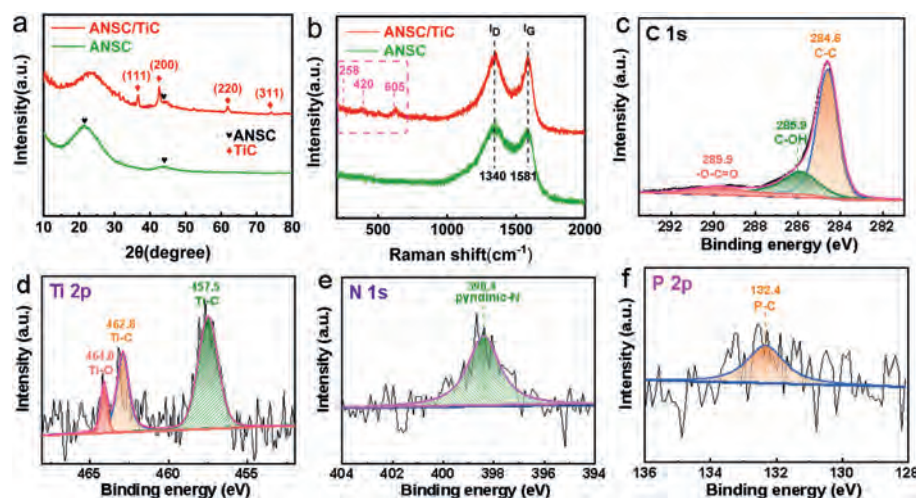 a
ANSC/TiC
ANSC
(111)
(200)
(220)
(311)
♥ANSC
♦TiC
Intensity(a.u.)
10 20 30 40 50 60 70 80
2θ(degree)
b
I_D
I_G
ANSC/TiC
ANSC
258
420
605
1340
1581
Intensity(a.u.)
500 1000 1500 2000
Raman shift(cm⁻¹)
c
C 1s
284.6
C-C
285.9
C-OH
289.9
-O-C=O
Intensity (a.u.)
292 290 288 286 284 282
Binding energy (eV)
d
Ti 2p
457.5
Ti-C
462.8
Ti-C
464.0
Ti-O
Intensity (a.u.)
465 460 455
Binding energy (eV)
e
N 1s
398.4
pyridinic-N
Intensity (a.u.)
404 402 400 398 396 394
Binding energy (eV)
f
P 2p
132.4
P-C
Intensity (a.u.)
136 134 132 130 128
Binding energy (eV)